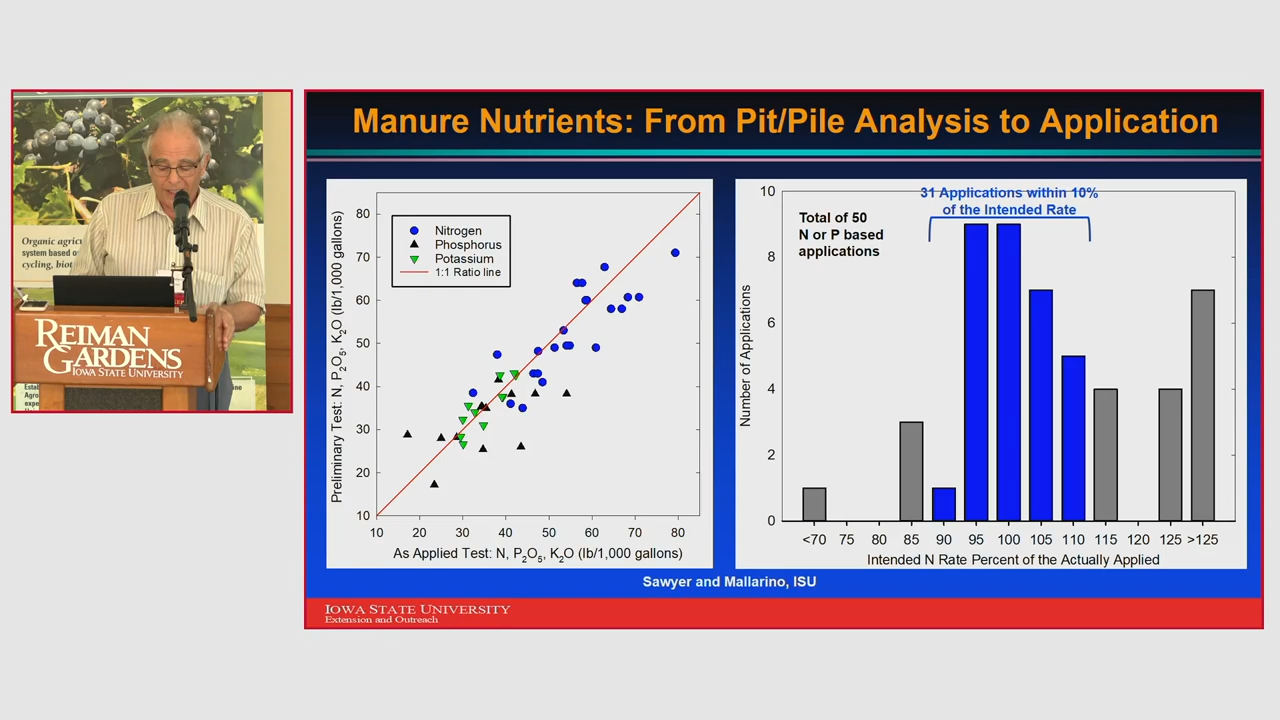 Manure Nutrients: From Pit/Pile Analysis to Application
80
70
60
50
40
30
20
10
10
20
30
40
50
60
70
80
Preliminary Test: N, P2O5, K2O (lb/1,000 gallons)
As Applied Test: N, P2O5, K2O (lb/1,000 gallons)
Nitrogen
Phosphorus
Potassium
1:1 Ratio line
10
8
6
4
2
0
Number of Applications
Total of 50
N or P based
applications
31 Applications within 10%
of the Intended Rate
<70 75 80 85 90 95 100 105 110 115 120 125 >125
Intended N Rate Percent of the Actually Applied
Sawyer and Mallarino, ISU
IOWA STATE UNIVERSITY
Extension and Outreach
Organic agric
system based o
cycling, biot
REIMAN
GARDENS
IOWA STATE UNIVERSITY
Estab
Agro
expe
of th